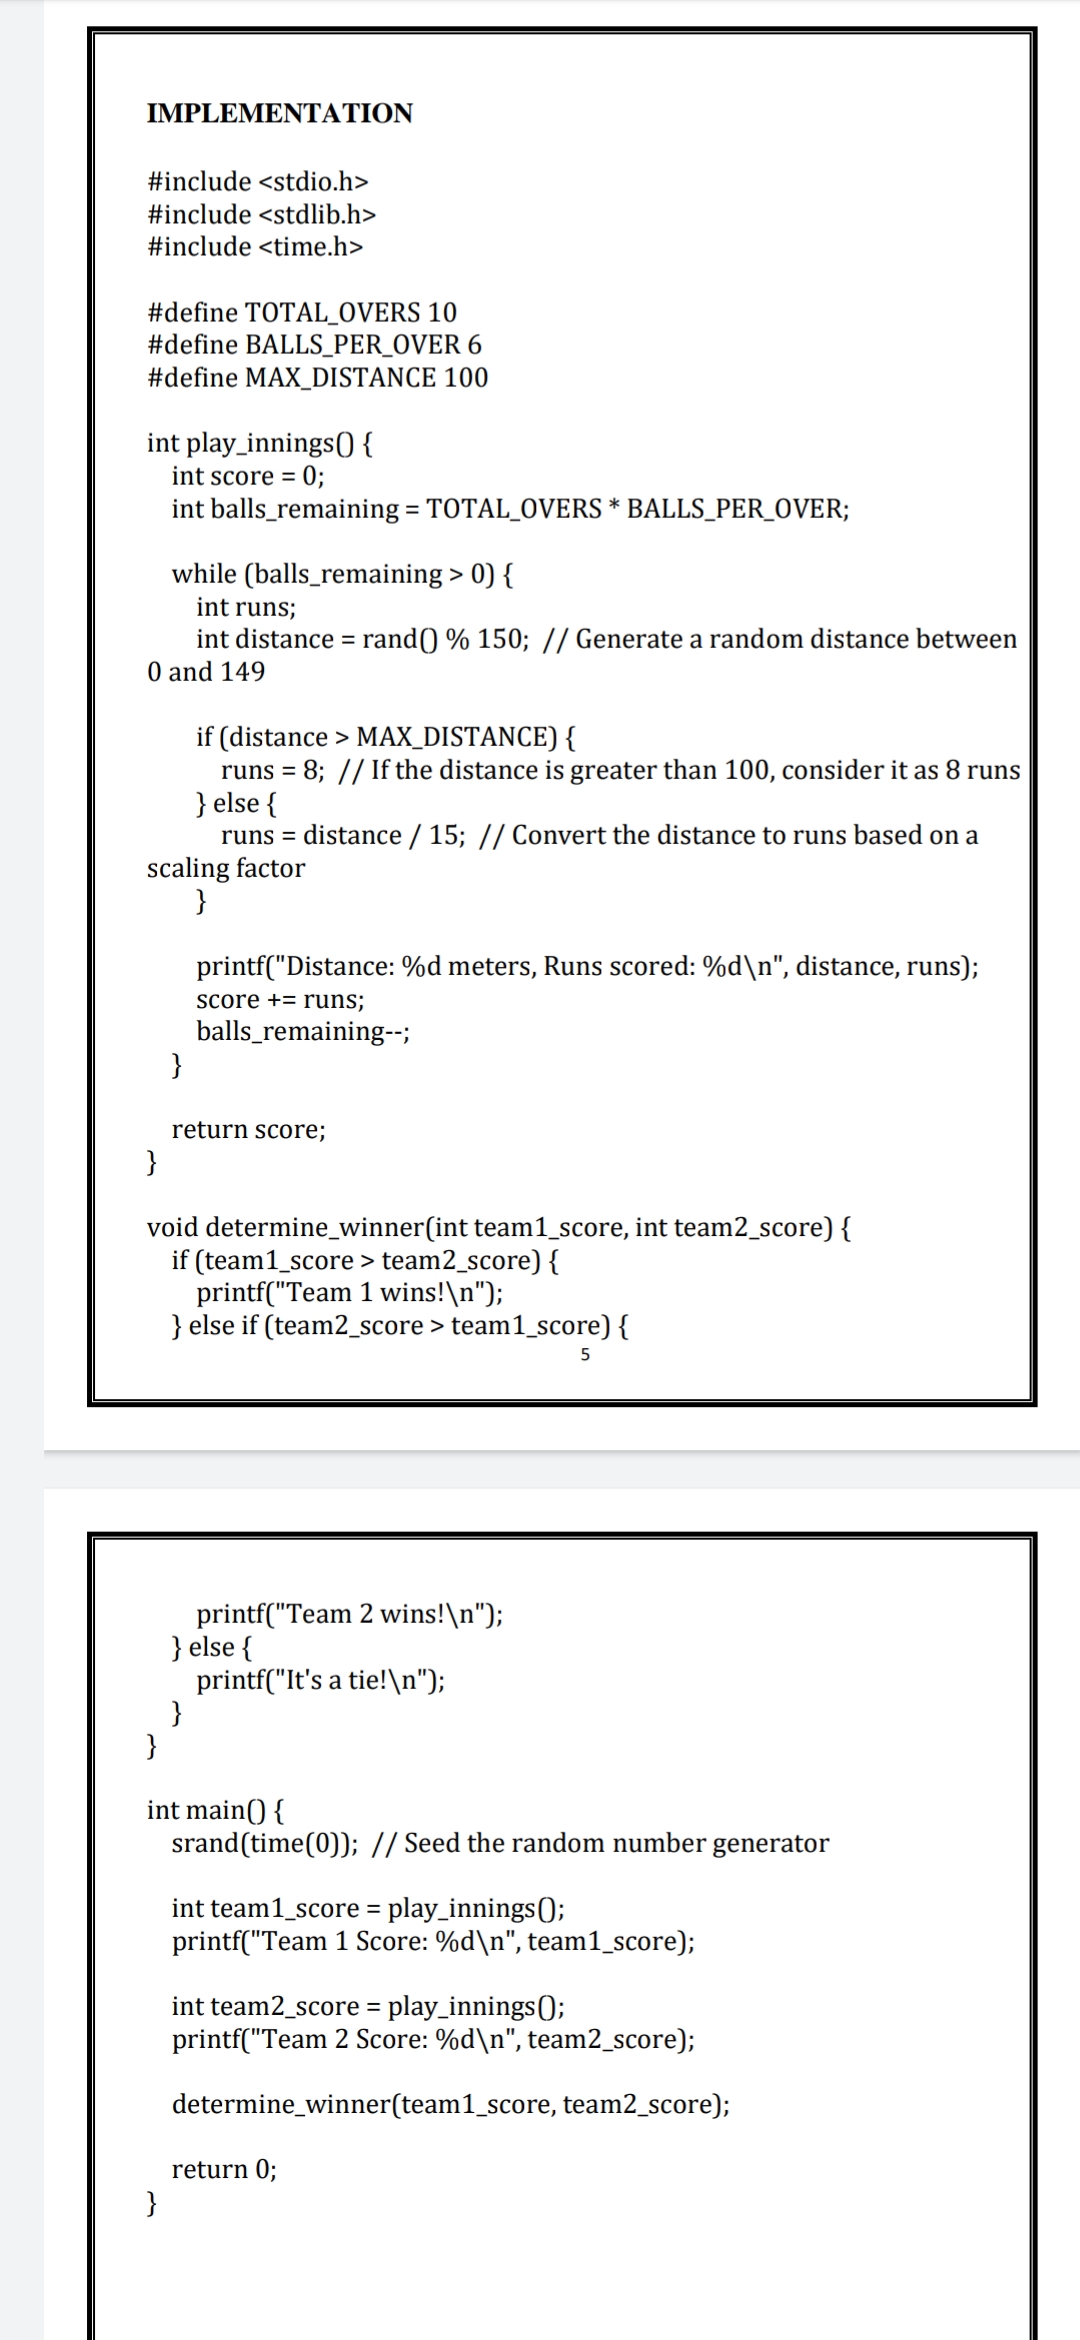 IMPLEMENTATION
#include <stdio.h>
#include <stdlib.h>
#include <time.h>
#define TOTAL_OVERS 10
#define BALLS_PER_OVER 6
#define MAX_DISTANCE 100
int play_innings() {
int score = 0;
int balls_remaining = TOTAL_OVERS * BALLS_PER_OVER;
while (balls_remaining > 0) {
int runs;
int distance = rand() % 150; // Generate a random distance between
0 and 149
if (distance > MAX_DISTANCE) {
runs = 8; // If the distance is greater than 100, consider it as 8 runs
} else {
runs = distance / 15; // Convert the distance to runs based on a
scaling factor
}
printf("Distance: %d meters, Runs scored: %d\n", distance, runs);
score += runs;
balls_remaining--;
}
return score;
}
void determine_winner(int team1_score, int team2_score) {
if (team1_score > team2_score) {
printf("Team 1 wins!\n");
} else if (team2_score > team1_score) {
5
printf("Team 2 wins!\n");
} else {
printf("It's a tie!\n");
}
}
int main() {
srand(time(0)); // Seed the random number generator
int team1_score = play_innings();
printf("Team 1 Score: %d\n", team1_score);
int team2_score = play_innings();
printf("Team 2 Score: %d\n", team2_score);
determine_winner(team1_score, team2_score);
return 0;
}